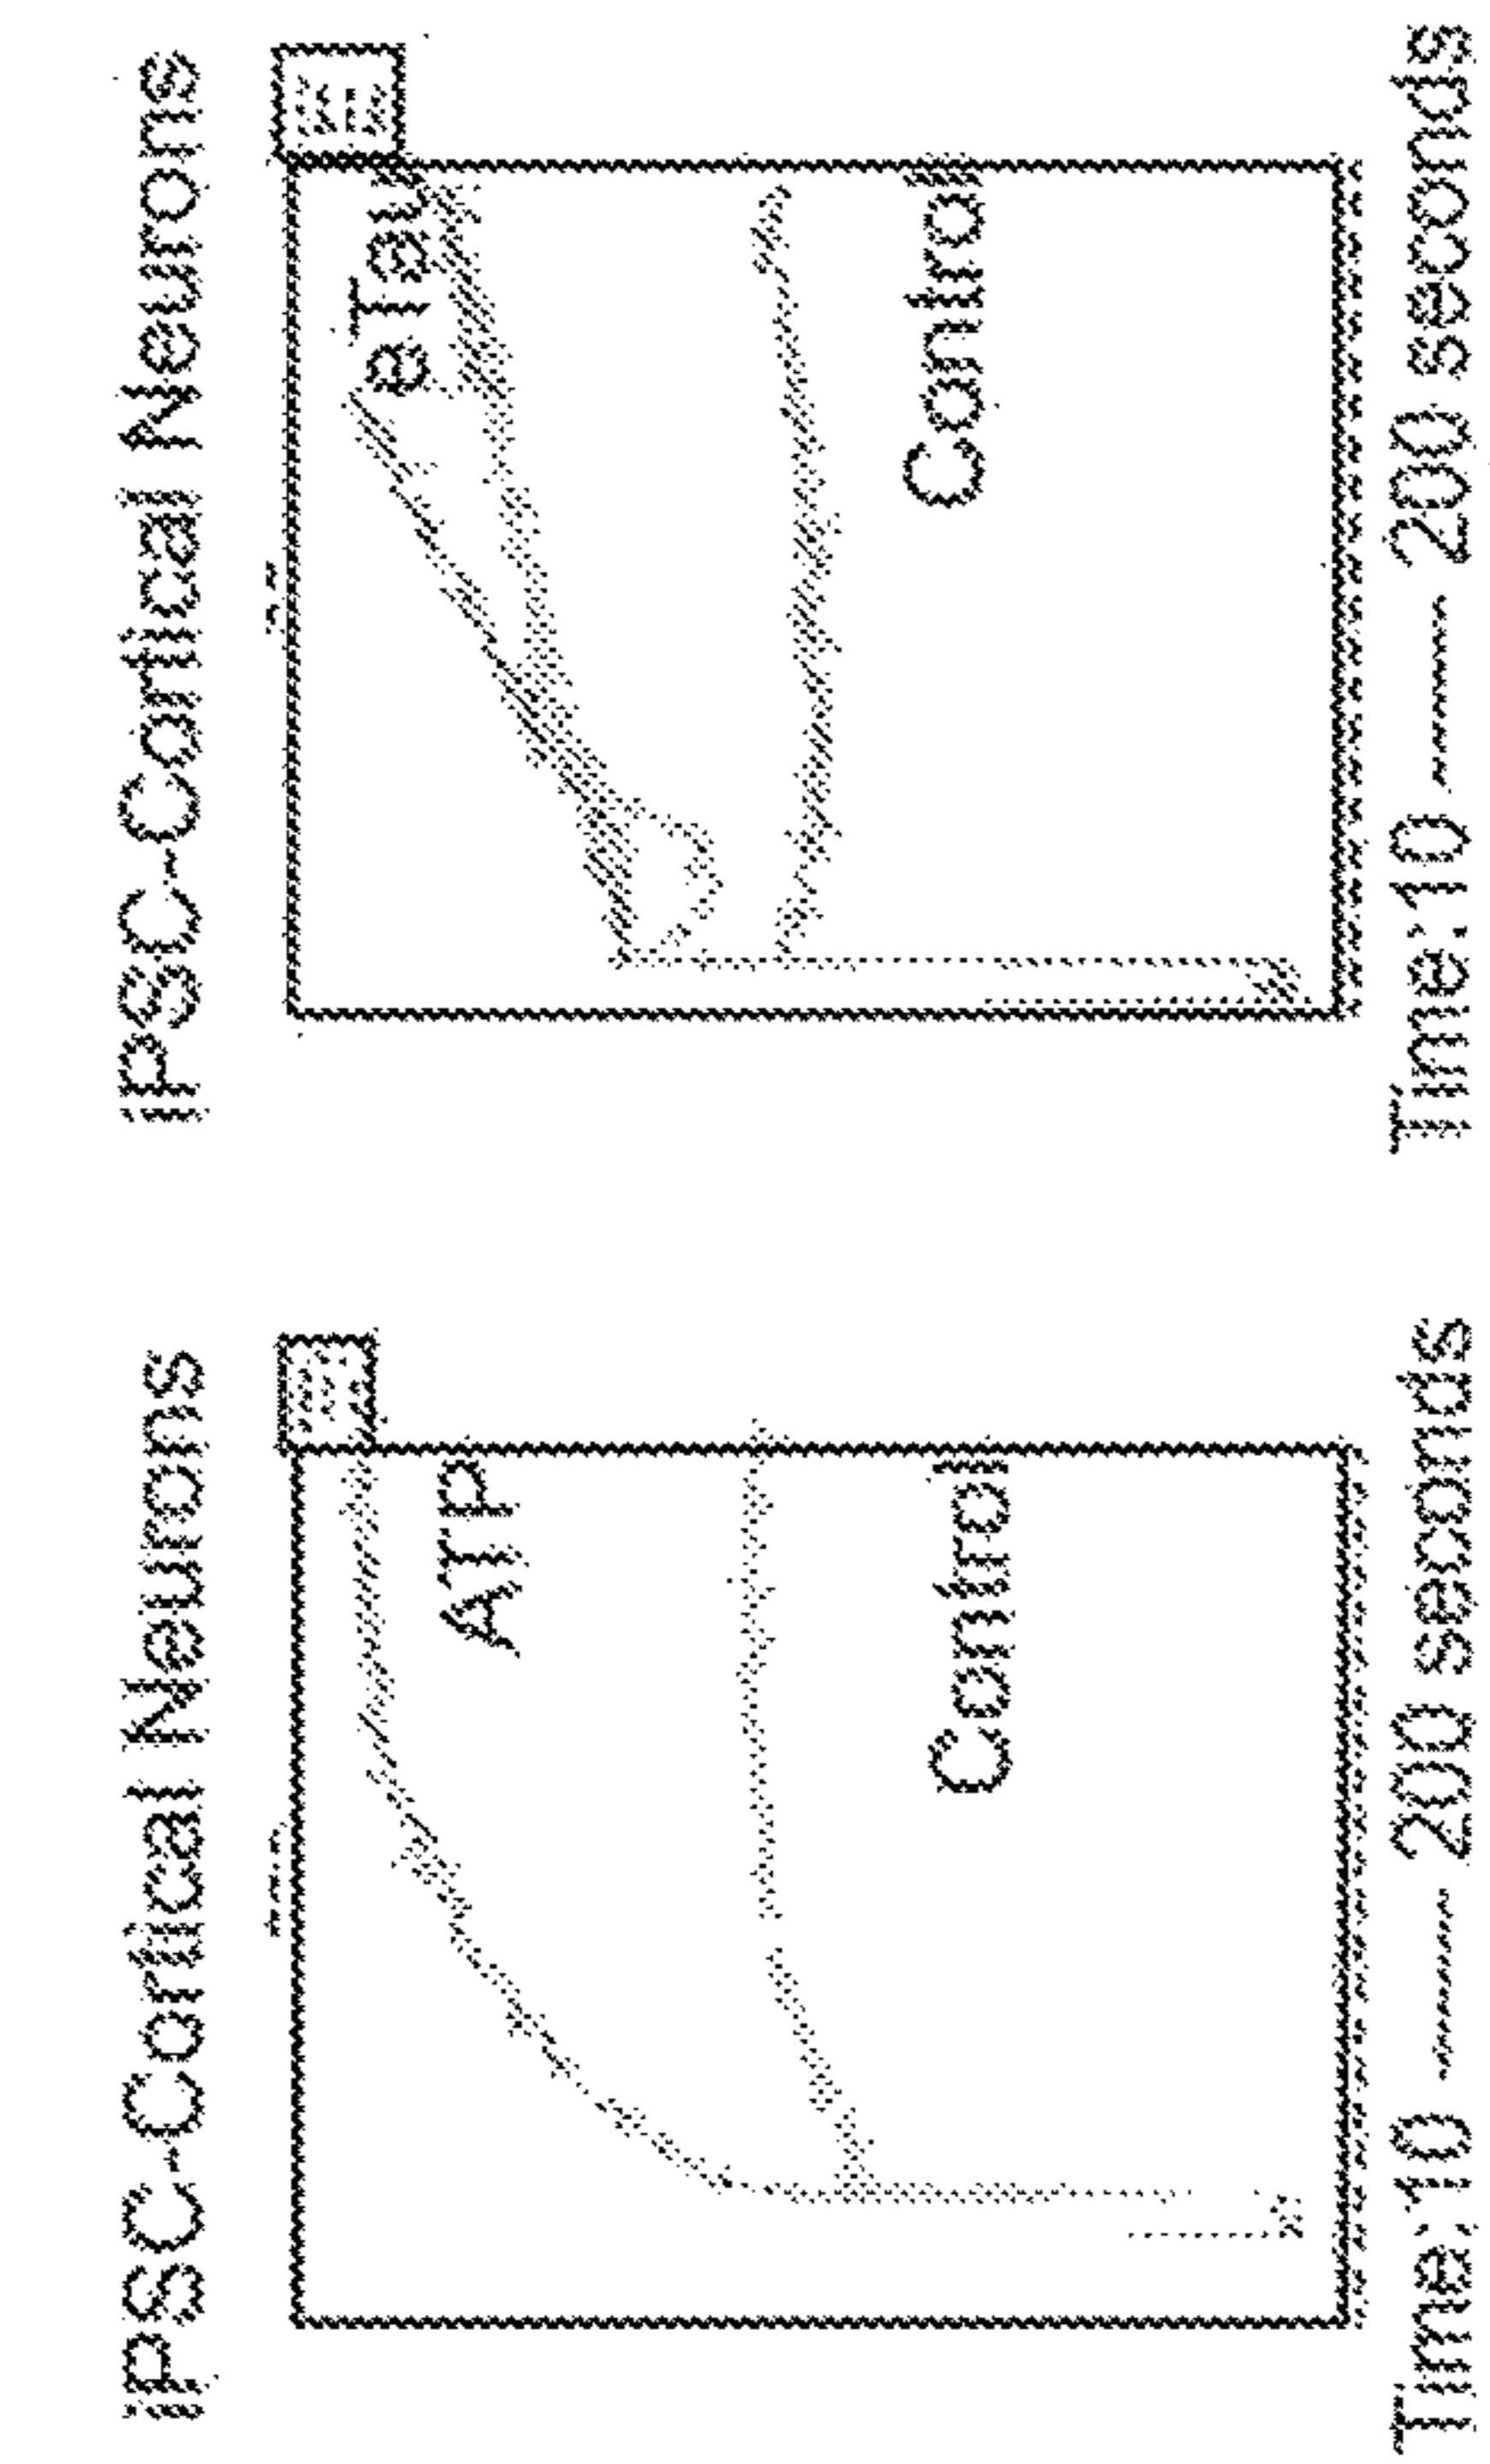 iPSC-Cortical Neurons
ATP
Control
Time:10 ----- 200 seconds
iPSC-Cortical Neurons
eTau
Control
Time:10 ----- 200 seconds